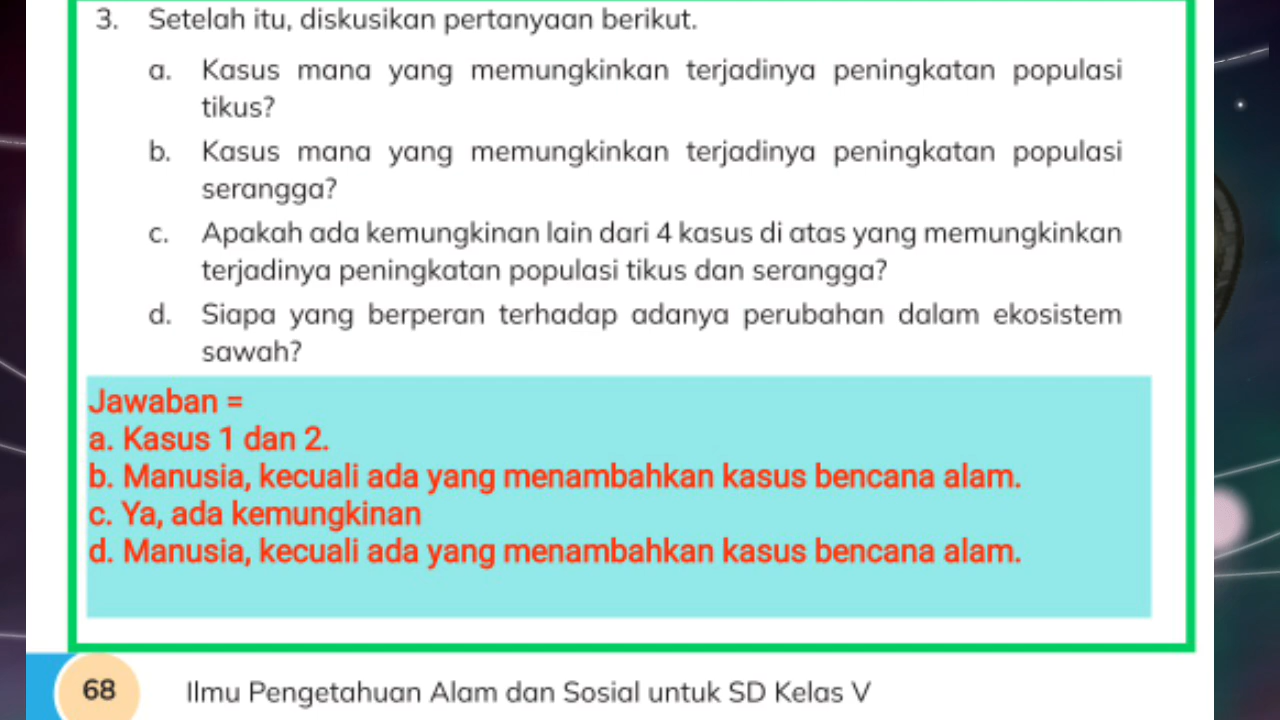 3. Setelah itu, diskusikan pertanyaan berikut.
a. Kasus mana yang memungkinkan terjadinya peningkatan populasi
tikus?
b. Kasus mana yang memungkinkan terjadinya peningkatan populasi
serangga?
c. Apakah ada kemungkinan lain dari 4 kasus di atas yang memungkinkan
terjadinya peningkatan populasi tikus dan serangga?
d. Siapa yang berperan terhadap adanya perubahan dalam ekosistem
sawah?
Jawaban =
a. Kasus 1 dan 2.
b. Manusia, kecuali ada yang menambahkan kasus bencana alam.
c. Ya, ada kemungkinan
d. Manusia, kecuali ada yang menambahkan kasus bencana alam.
68 Ilmu Pengetahuan Alam dan Sosial untuk SD Kelas V